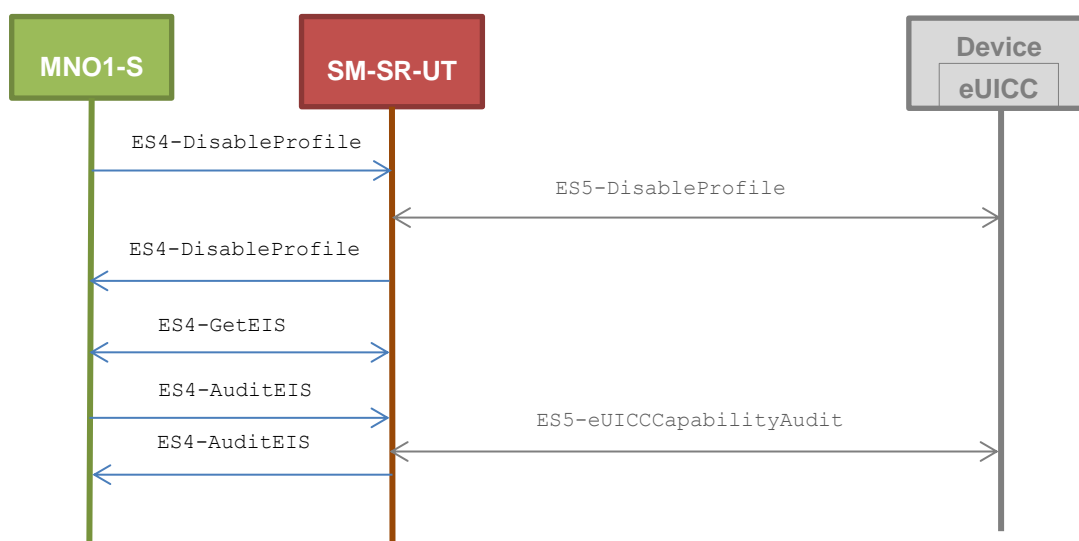 MNO1-S
SM-SR-UT
Device
eUICC
ES4-DisableProfile
ES5-DisableProfile
ES4-DisableProfile
ES4-GetEIS
ES4-AuditEIS
ES5-eUICCCapabilityAudit
ES4-AuditEIS